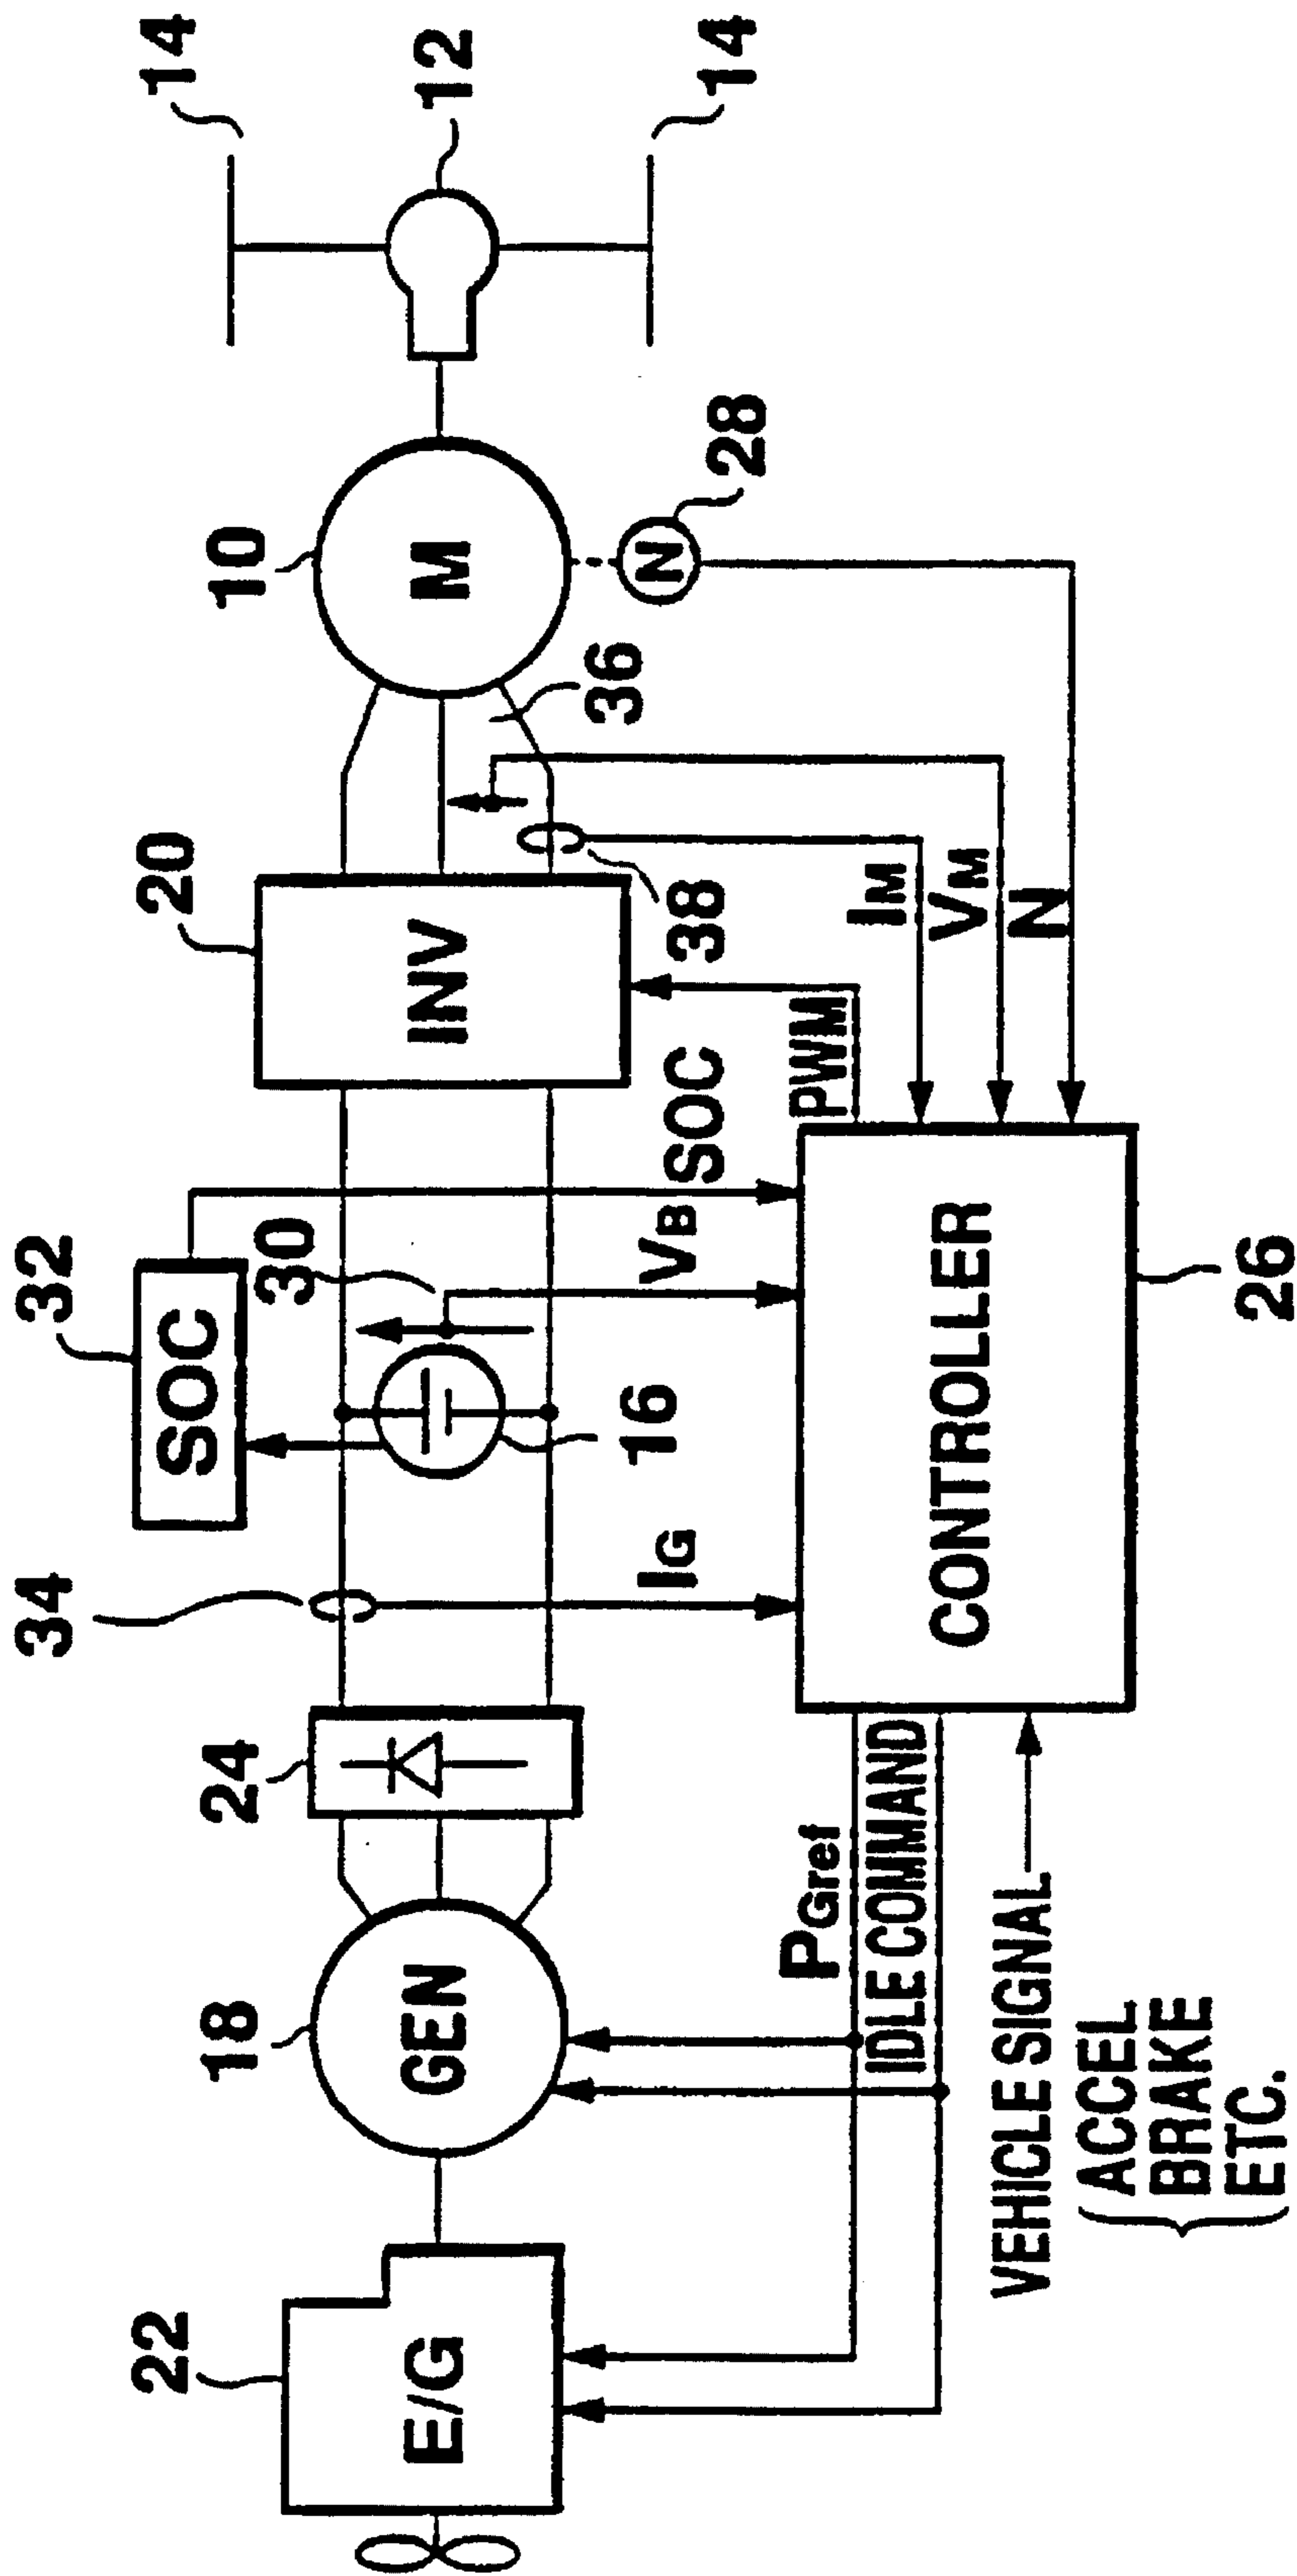 14
12
14
10
M
N
28
36
20
INV
38
IM
VM
N
PWM
32
SOC
30
16
VB
SOC
34
IG
24
CONTROLLER
26
18
GEN
PGref
IDLE COMMAND
VEHICLE SIGNAL
ACCEL
BRAKE
ETC.
22
E/G